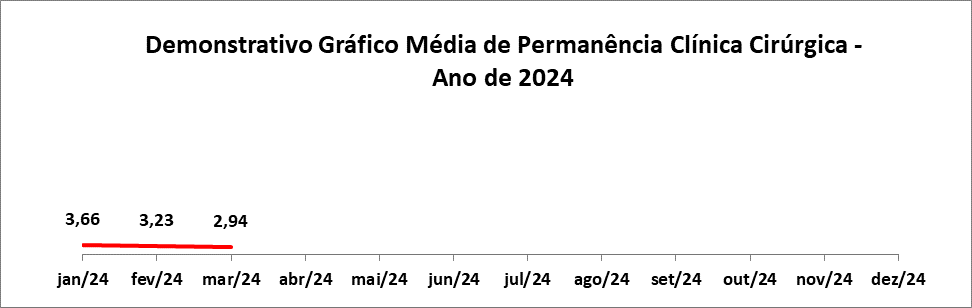 Demonstrativo Gráfico Média de Permanência Clínica Cirúrgica -
Ano de 2024
3,66 3,23 2,94
jan/24 fev/24 mar/24 abr/24 mai/24 jun/24 jul/24 ago/24 set/24 out/24 nov/24 dez/24